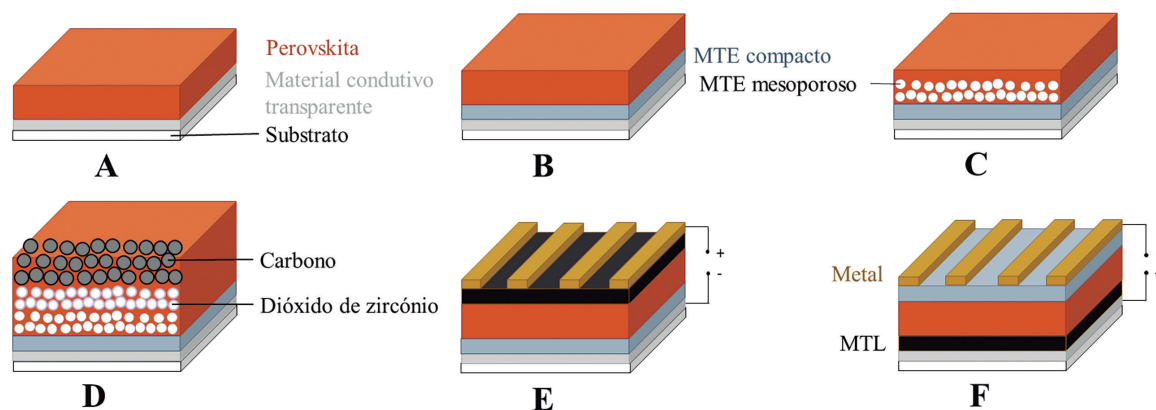 Perovskita
Material condutivo
transparente
Substrato
A
B
MTE compacto
MTE mesoporoso
C
Carbono
Dióxido de zircónio
D
+
-
E
Metal
MTL
F